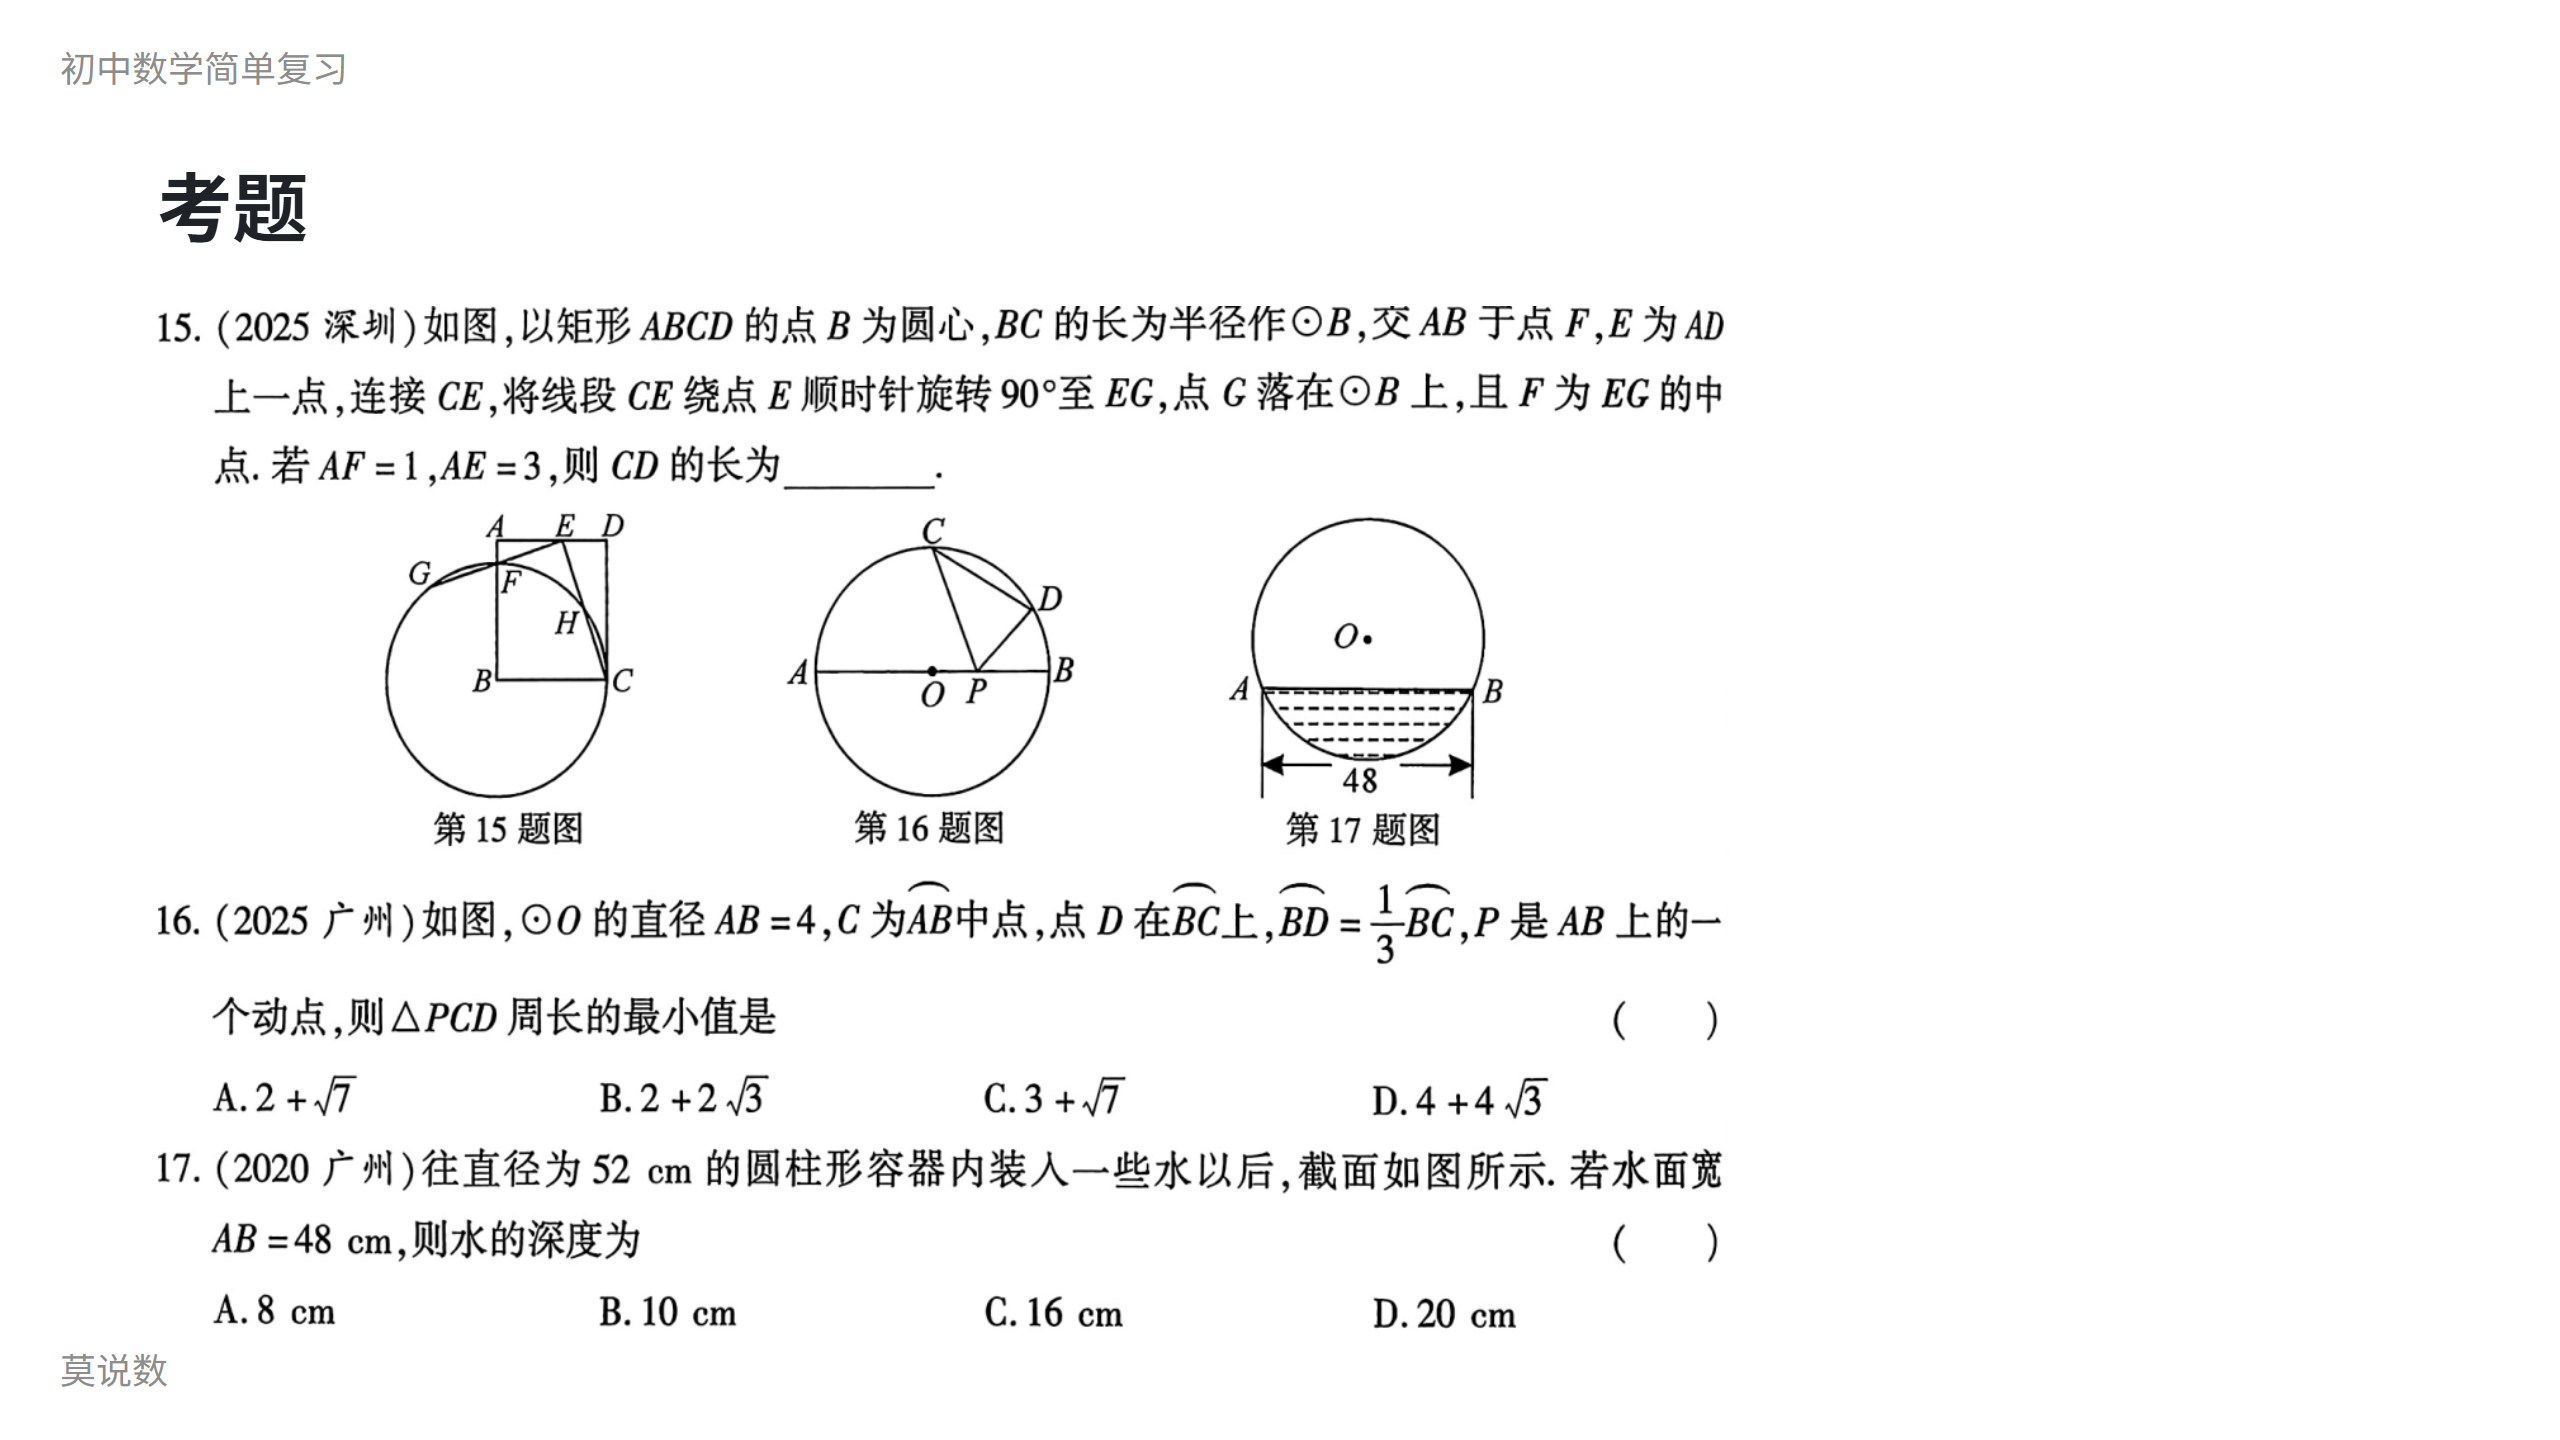 初中数学简单复习
考题
15. (2025 深圳)如图,以矩形 ABCD 的点 B 为圆心,BC 的长为半径作⊙B,交 AB 于点 F,E 为 AD
上一点,连接 CE,将线段 CE 绕点 E 顺时针旋转 90°至 EG,点 G 落在⊙B 上,且 F 为 EG 的中
点. 若 AF = 1 ,AE = 3 ,则 CD 的长为________.
A E D
G F
H
B C
第 15 题图
C
D
A O P B
第 16 题图
O
A B
48
第 17 题图
16. (2025 广州)如图,⊙O 的直径 AB = 4 ,C 为⌒AB中点,点 D 在⌒BC上,⌒BD = 1/3 ⌒BC,P 是 AB 上的一
个动点,则△PCD 周长的最小值是 ( )
A. 2 + √7 B. 2 + 2√3 C. 3 + √7 D. 4 + 4√3
17. (2020 广州)往直径为 52 cm 的圆柱形容器内装入一些水以后,截面如图所示. 若水面宽
AB = 48 cm,则水的深度为 ( )
A. 8 cm B. 10 cm C. 16 cm D. 20 cm
莫说数